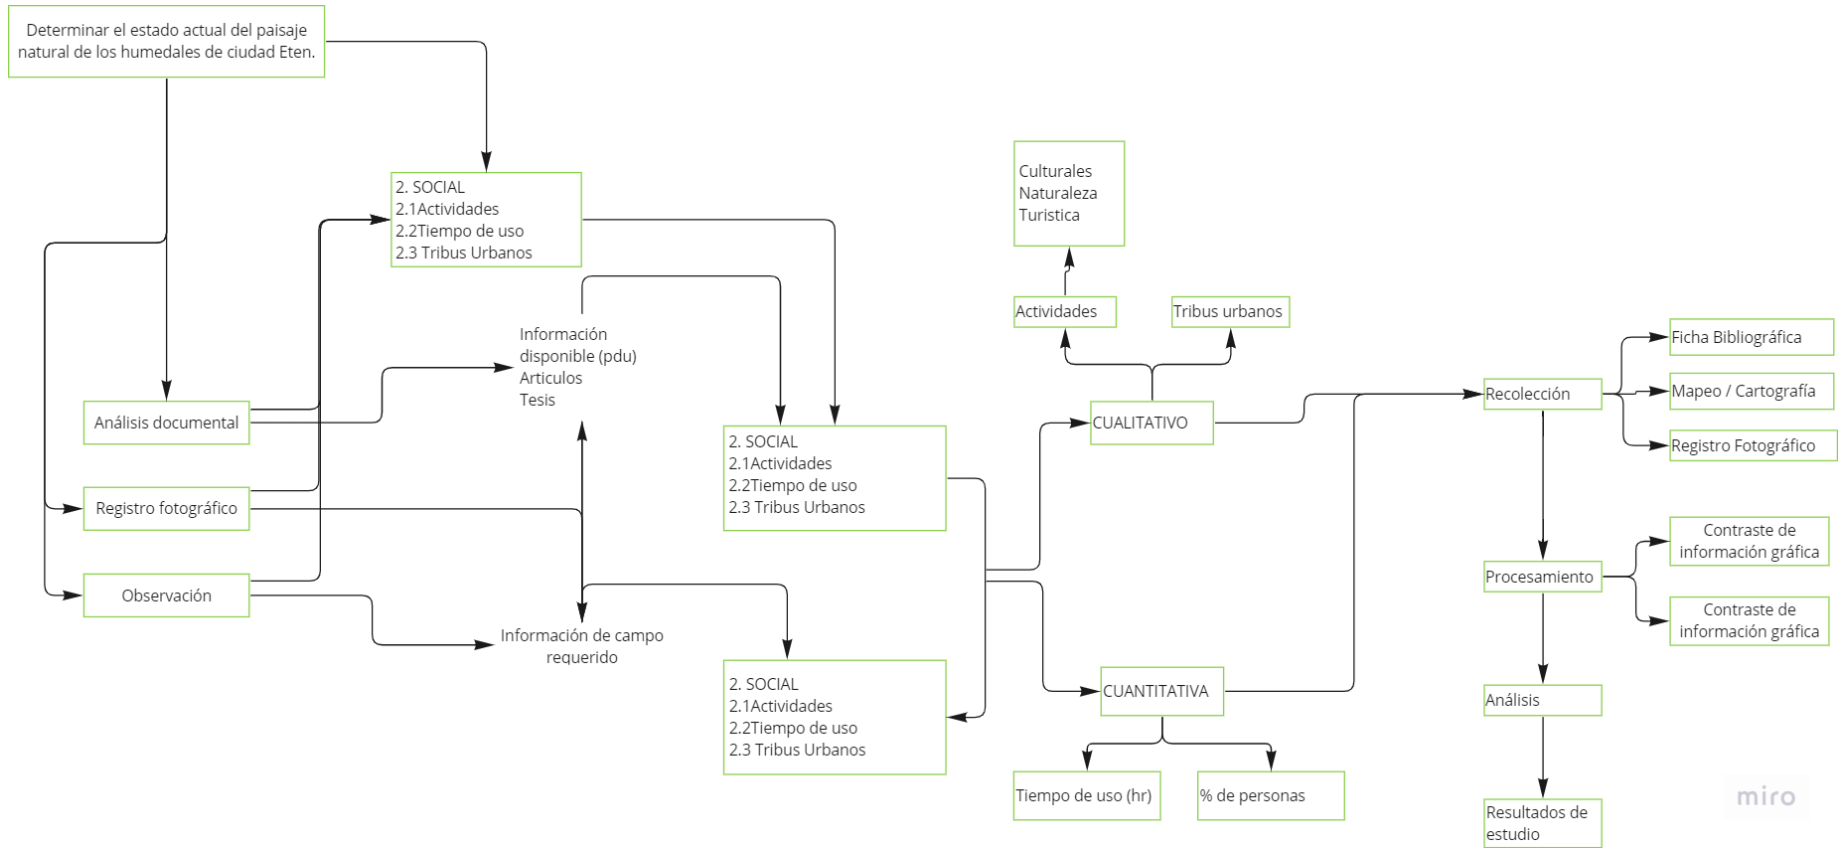 Determinar el estado actual del paisaje
natural de los humedales de ciudad Eten.
2. SOCIAL
2.1Actividades
2.2Tiempo de uso
2.3 Tribus Urbanos
Análisis documental
Registro fotográfico
Observación
Información
disponible (pdu)
Articulos
Tesis
Información de campo
requerido
2. SOCIAL
2.1Actividades
2.2Tiempo de uso
2.3 Tribus Urbanos
2. SOCIAL
2.1Actividades
2.2Tiempo de uso
2.3 Tribus Urbanos
Culturales
Naturaleza
Turistica
Actividades
Tribus urbanos
CUALITATIVO
CUANTITATIVA
Tiempo de uso (hr)
% de personas
Recolección
Ficha Bibliográfica
Mapeo / Cartografía
Registro Fotográfico
Procesamiento
Contraste de
información gráfica
Contraste de
información gráfica
Análisis
Resultados de
estudio
miro